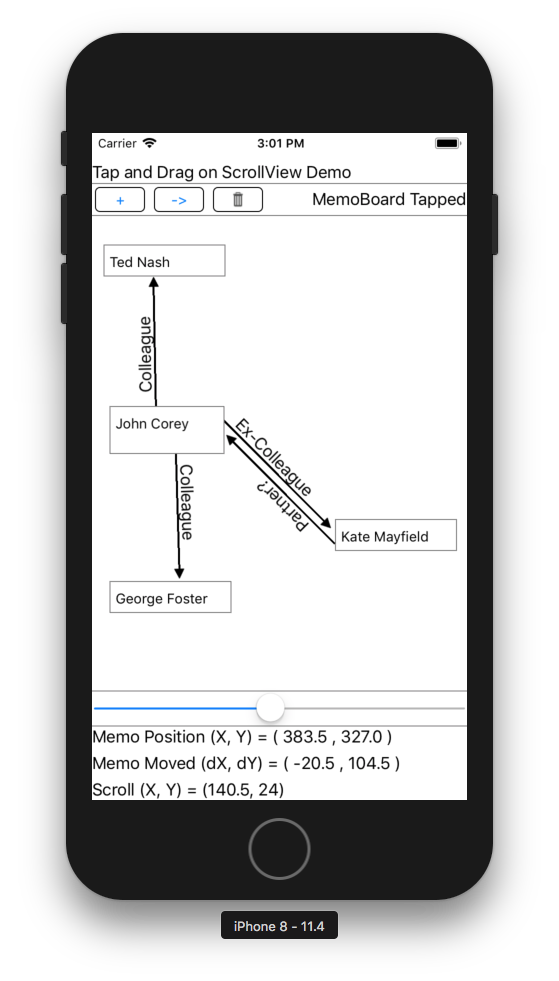 Carrier 3:01 PM
Tap and Drag on ScrollView Demo
+ -> MemoBoard Tapped
Ted Nash
Colleague
John Corey
Ex-Colleague
Partner?
Colleague
Kate Mayfield
George Foster
Memo Position (X, Y) = ( 383.5 , 327.0 )
Memo Moved (dX, dY) = ( -20.5 , 104.5 )
Scroll (X, Y) = (140.5, 24)
iPhone 8 - 11.4